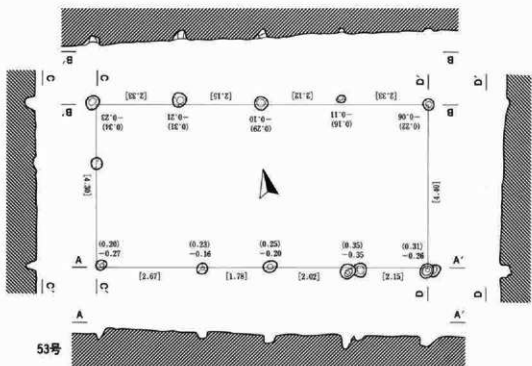 B'
B
C
C'
D'
D
[2.33]
[2.15]
[2.12]
[2.33]
B'
B
-0.23
(0.34)
-0.21
(0.31)
-0.10
(0.29)
-0.11
(0.16)
-0.06
(0.22)
[4.30]
[4.40]
(0.20)
-0.27
(0.23)
-0.16
(0.25)
-0.20
(0.35)
-0.35
(0.31)
-0.26
A
A'
[2.67]
[1.78]
[2.02]
[2.15]
C
C'
D
D'
A
A'
53号